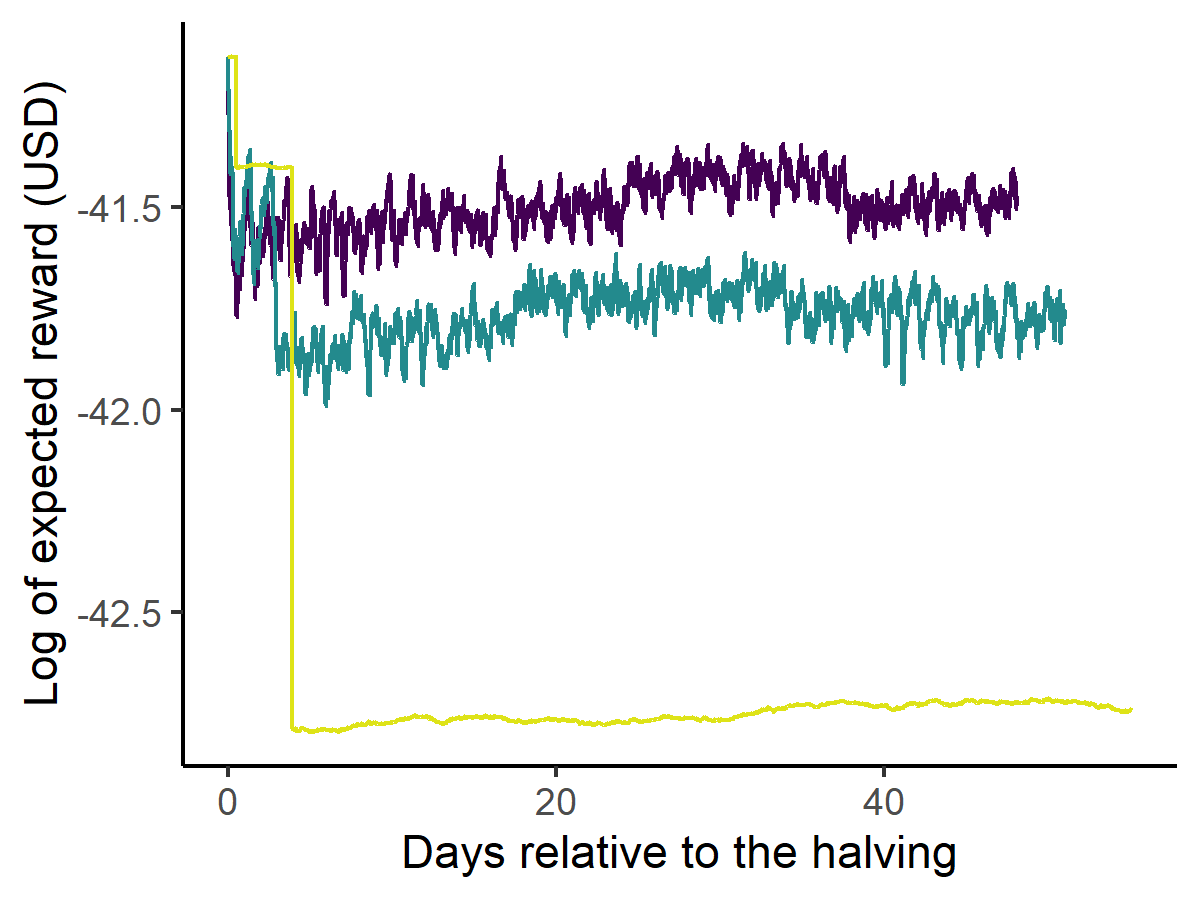 Log of expected reward (USD)
-41.5
-42.0
-42.5
0 20 40
Days relative to the halving